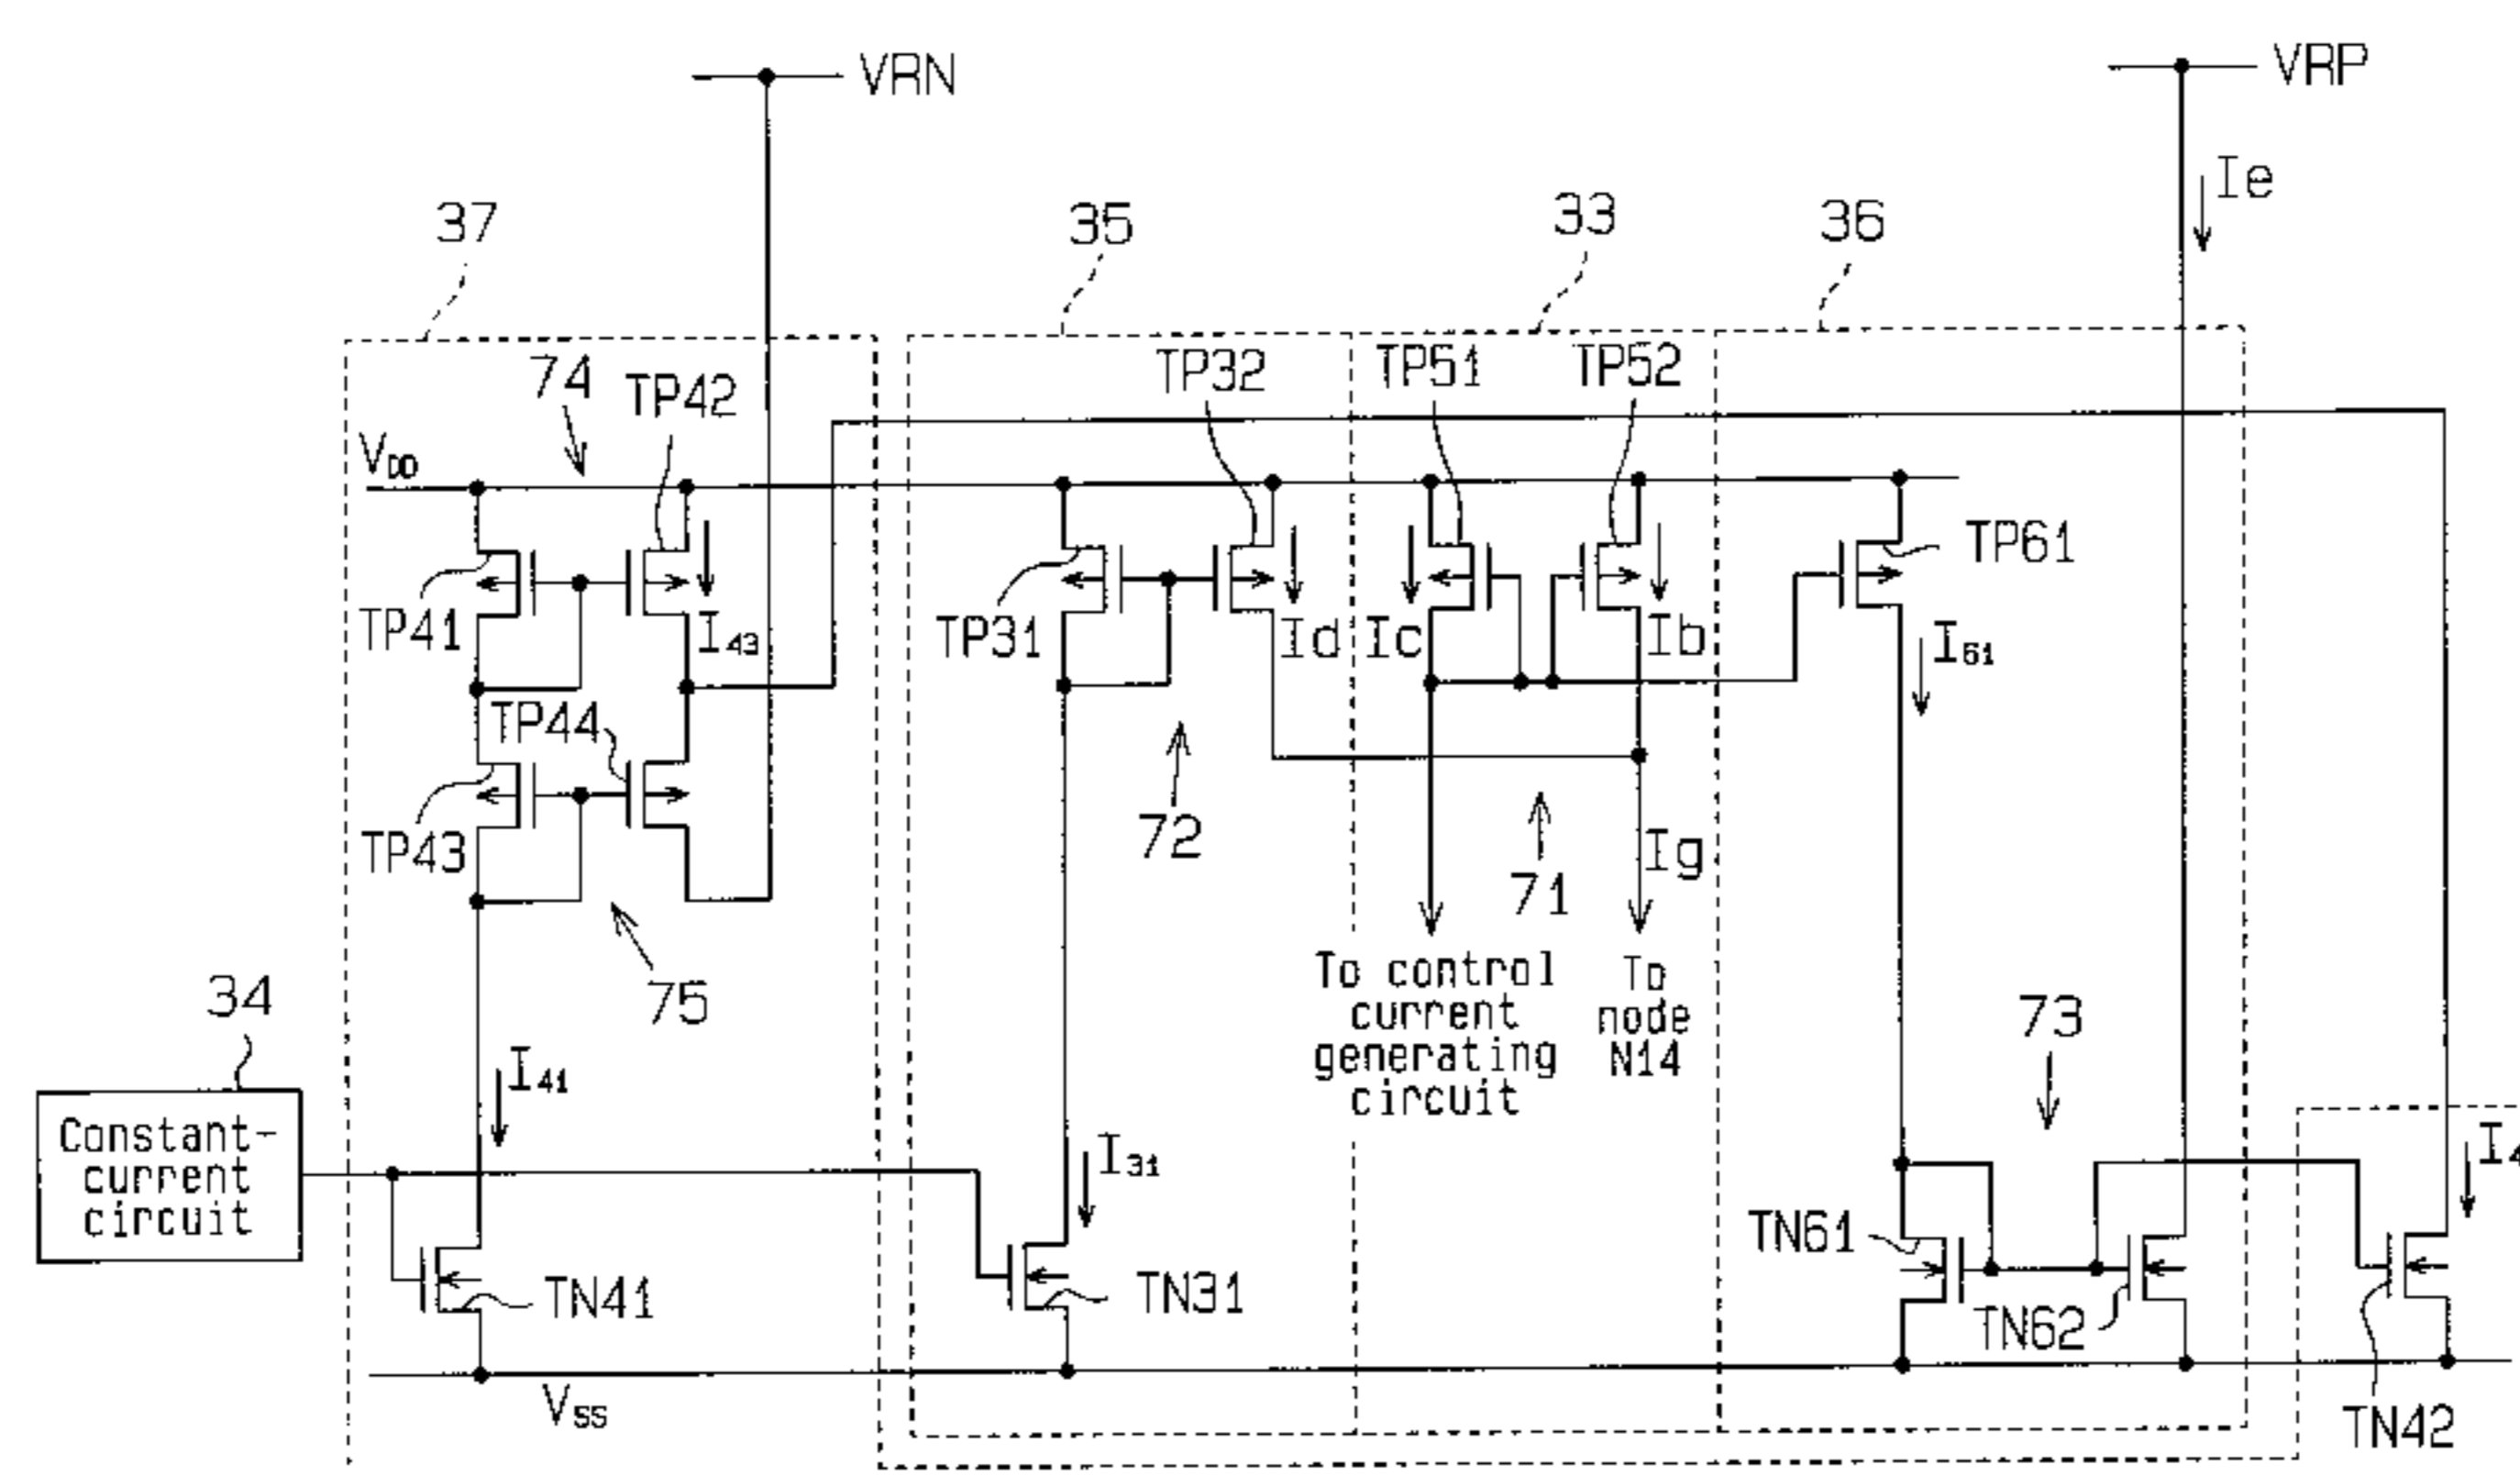 VRN
VRP
Ie
37
35
33
36
74
TP42
TP32
TP51
TP52
VDD
TP61
TP41
I43
TP31
Id
Ic
Ib
I61
TP44
TP43
72
71
Ig
75
To control
current
generating
circuit
To
node
N14
34
73
I41
Constant-
current
circuit
I31
TN41
TN31
TN61
TN62
VSS
TN42